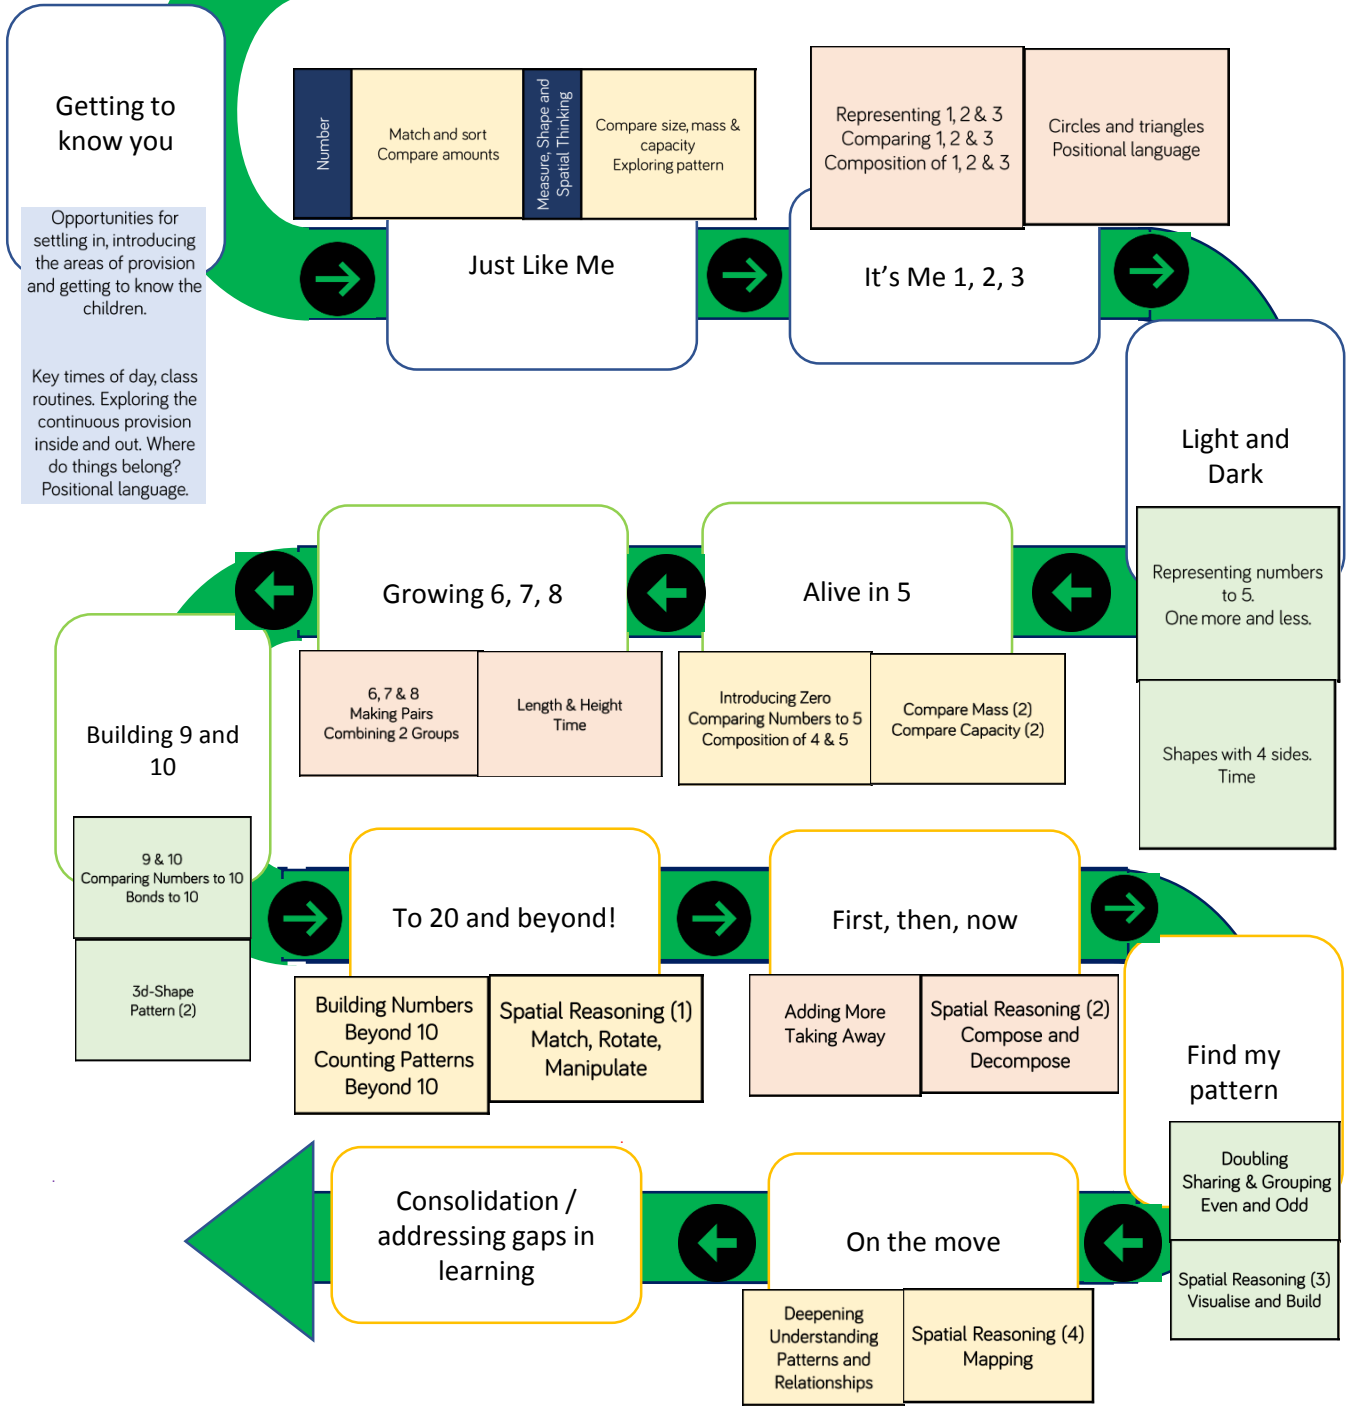 Getting to
know you
Opportunities for
settling in, introducing
the areas of provision
and getting to know the
children.
Key times of day, class
routines. Exploring the
continuous provision
inside and out. Where
do things belong?
Positional language.
Number
Match and sort
Compare amounts
Measure, Shape and
Spatial Thinking
Compare size, mass &
capacity
Exploring pattern
Just Like Me
Representing 1, 2 & 3
Comparing 1, 2 & 3
Composition of 1, 2 & 3
Circles and triangles
Positional language
It's Me 1, 2, 3
Light and
Dark
Representing numbers
to 5.
One more and less.
Shapes with 4 sides.
Time
Alive in 5
Introducing Zero
Comparing Numbers to 5
Composition of 4 & 5
Compare Mass (2)
Compare Capacity (2)
Growing 6, 7, 8
6, 7 & 8
Making Pairs
Combining 2 Groups
Length & Height
Time
Building 9 and
10
9 & 10
Comparing Numbers to 10
Bonds to 10
3d-Shape
Pattern (2)
To 20 and beyond!
Building Numbers
Beyond 10
Counting Patterns
Beyond 10
Spatial Reasoning (1)
Match, Rotate,
Manipulate
First, then, now
Adding More
Taking Away
Spatial Reasoning (2)
Compose and
Decompose
Find my
pattern
Doubling
Sharing & Grouping
Even and Odd
Spatial Reasoning (3)
Visualise and Build
On the move
Deepening
Understanding
Patterns and
Relationships
Spatial Reasoning (4)
Mapping
Consolidation /
addressing gaps in
learning